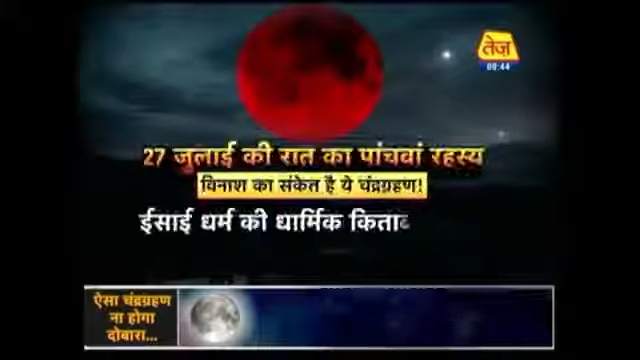 तेज़
09:44
27 जुलाई की रात का पांचवां रहस्य
विनाश का संकेत है ये चंद्रग्रहण!
ईसाई धर्म की धार्मिक
ऐसा चंद्रग्रहण
ना होगा
दोबारा...